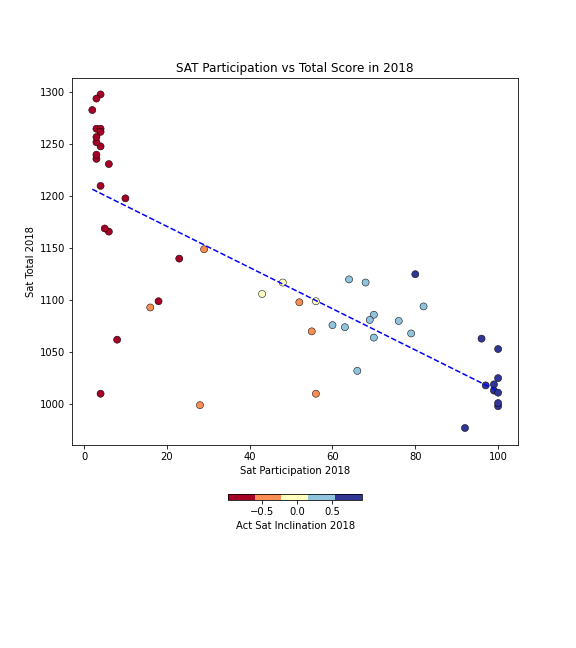 SAT Participation vs Total Score in 2018
1300
1250
1200
1150
1100
1050
1000
Sat Total 2018
0 20 40 60 80 100
Sat Participation 2018
−0.5 0.0 0.5
Act Sat Inclination 2018